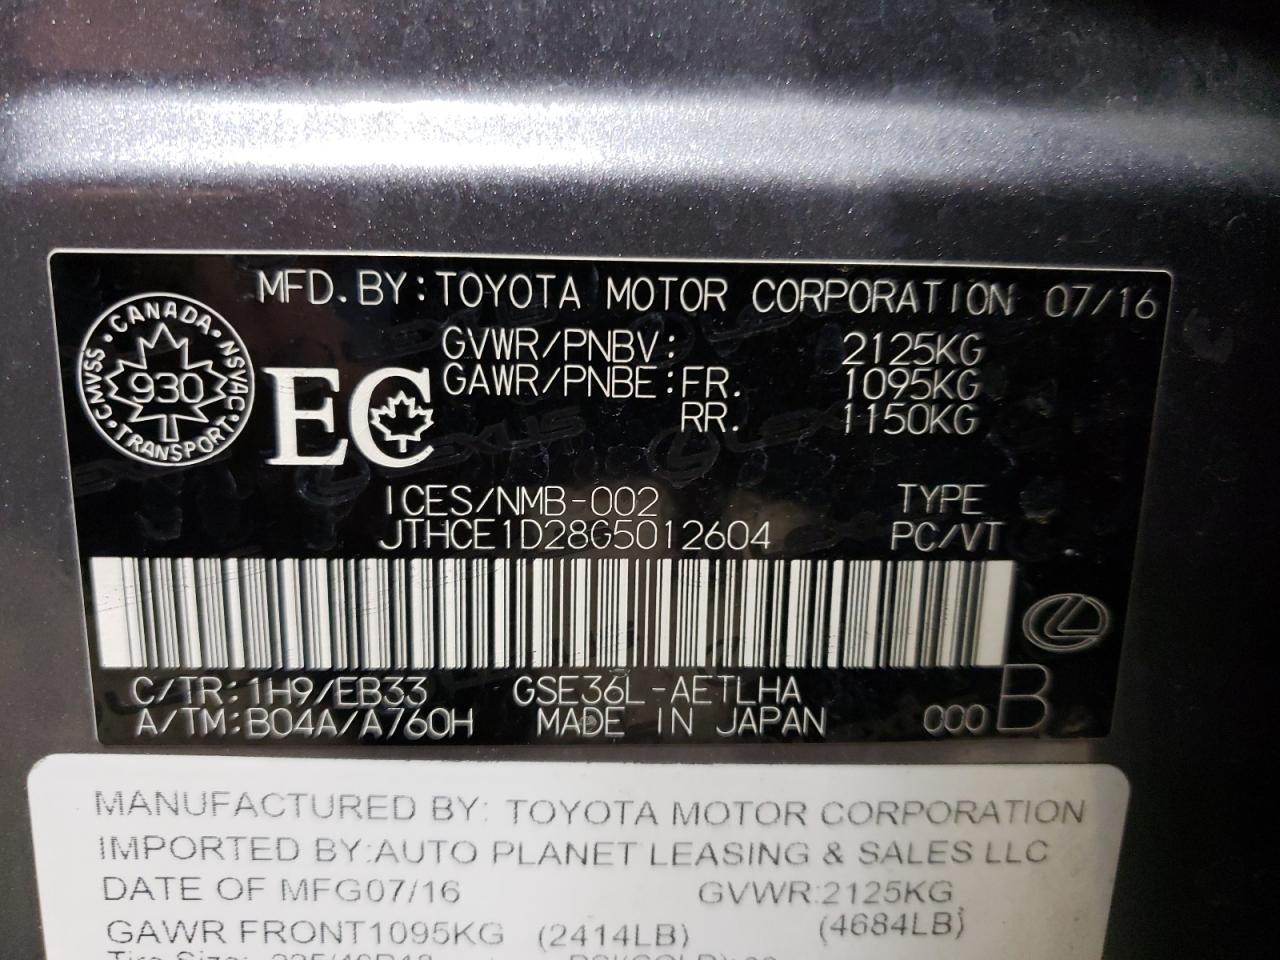 MFD. BY: TOYOTA MOTOR CORPORATION 07/16
GVWR/PNBV: 2125KG
GAWR/PNBE: FR. 1095KG
RR. 1150KG
CANADA
CMVSS 930 NSVAC
TRANSPORT
EC
ICES/NMB-002 TYPE
JTHCE1D28G5012604 PC/VT
C/TR: 1H9/EB33 GSE36L-AETLHA
A/TM: B04A/A760H MADE IN JAPAN 000 B
MANUFACTURED BY: TOYOTA MOTOR CORPORATION
IMPORTED BY:AUTO PLANET LEASING & SALES LLC
DATE OF MFG07/16 GVWR:2125KG
GAWR FRONT1095KG (2414LB) (4684LB)
Tire Size: